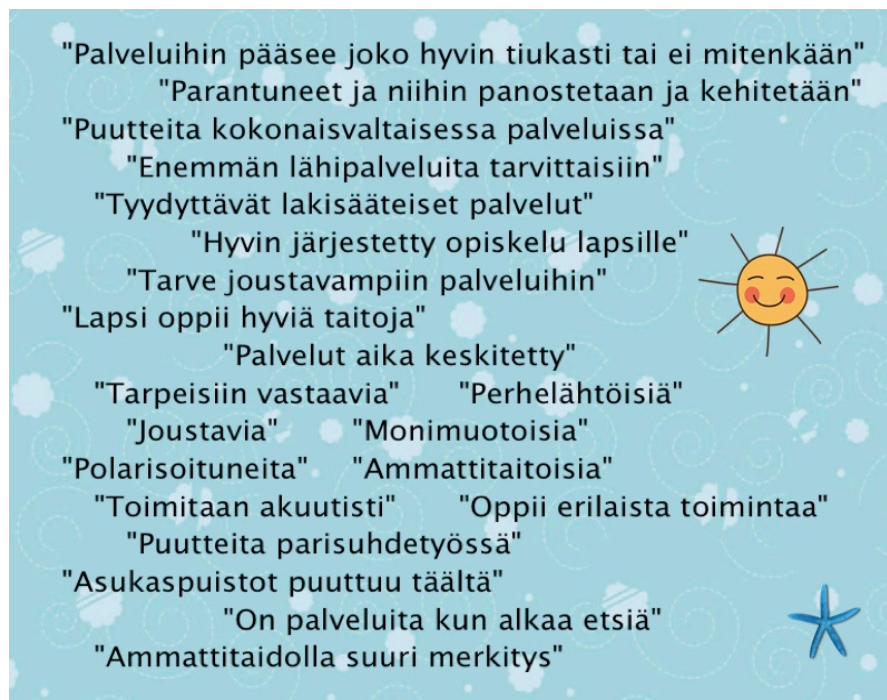 "Palveluihin pääsee joko hyvin tiukasti tai ei mitenkään"
"Parantuneet ja niihin panostetaan ja kehitetään"
"Puutteita kokonaisvaltaisessa palveluissa"
"Enemmän lähipalveluita tarvittaisiin"
"Tyydyttävät lakisääteiset palvelut"
"Hyvin järjestetty opiskelu lapsille"
"Tarve joustavampiin palveluihin"
"Lapsi oppii hyviä taitoja"
"Palvelut aika keskitetty"
"Tarpeisiin vastaavia" "Perhelähtöisiä"
"Joustavia" "Monimuotoisia"
"Polarisoituneita" "Ammattitaitoisia"
"Toimitaan akuutisti" "Oppii erilaista toimintaa"
"Puutteita parisuhdetyössä"
"Asukaspuistot puuttuu täältä"
"On palveluita kun alkaa etsiä"
"Ammattitaidolla suuri merkitys"